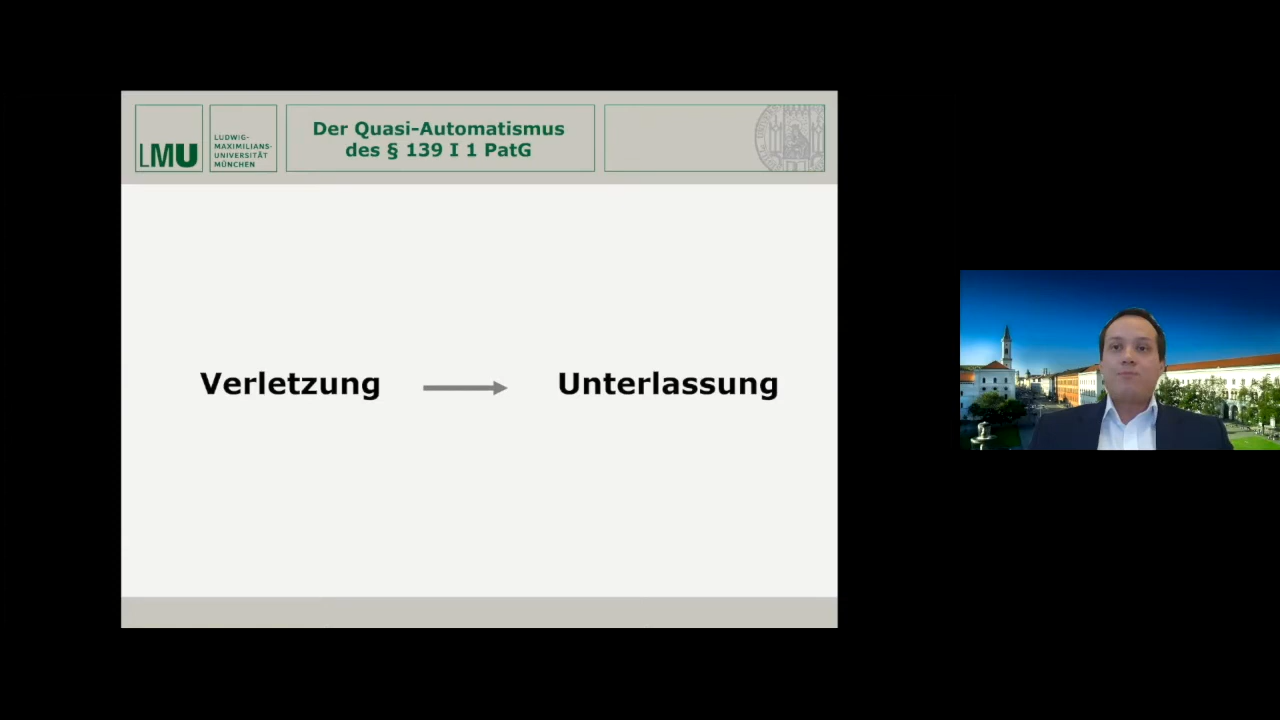 LMU
LUDWIG-
MAXIMILIANS-
UNIVERSITÄT
MÜNCHEN
Der Quasi-Automatismus
des § 139 I 1 PatG
Verletzung
Unterlassung